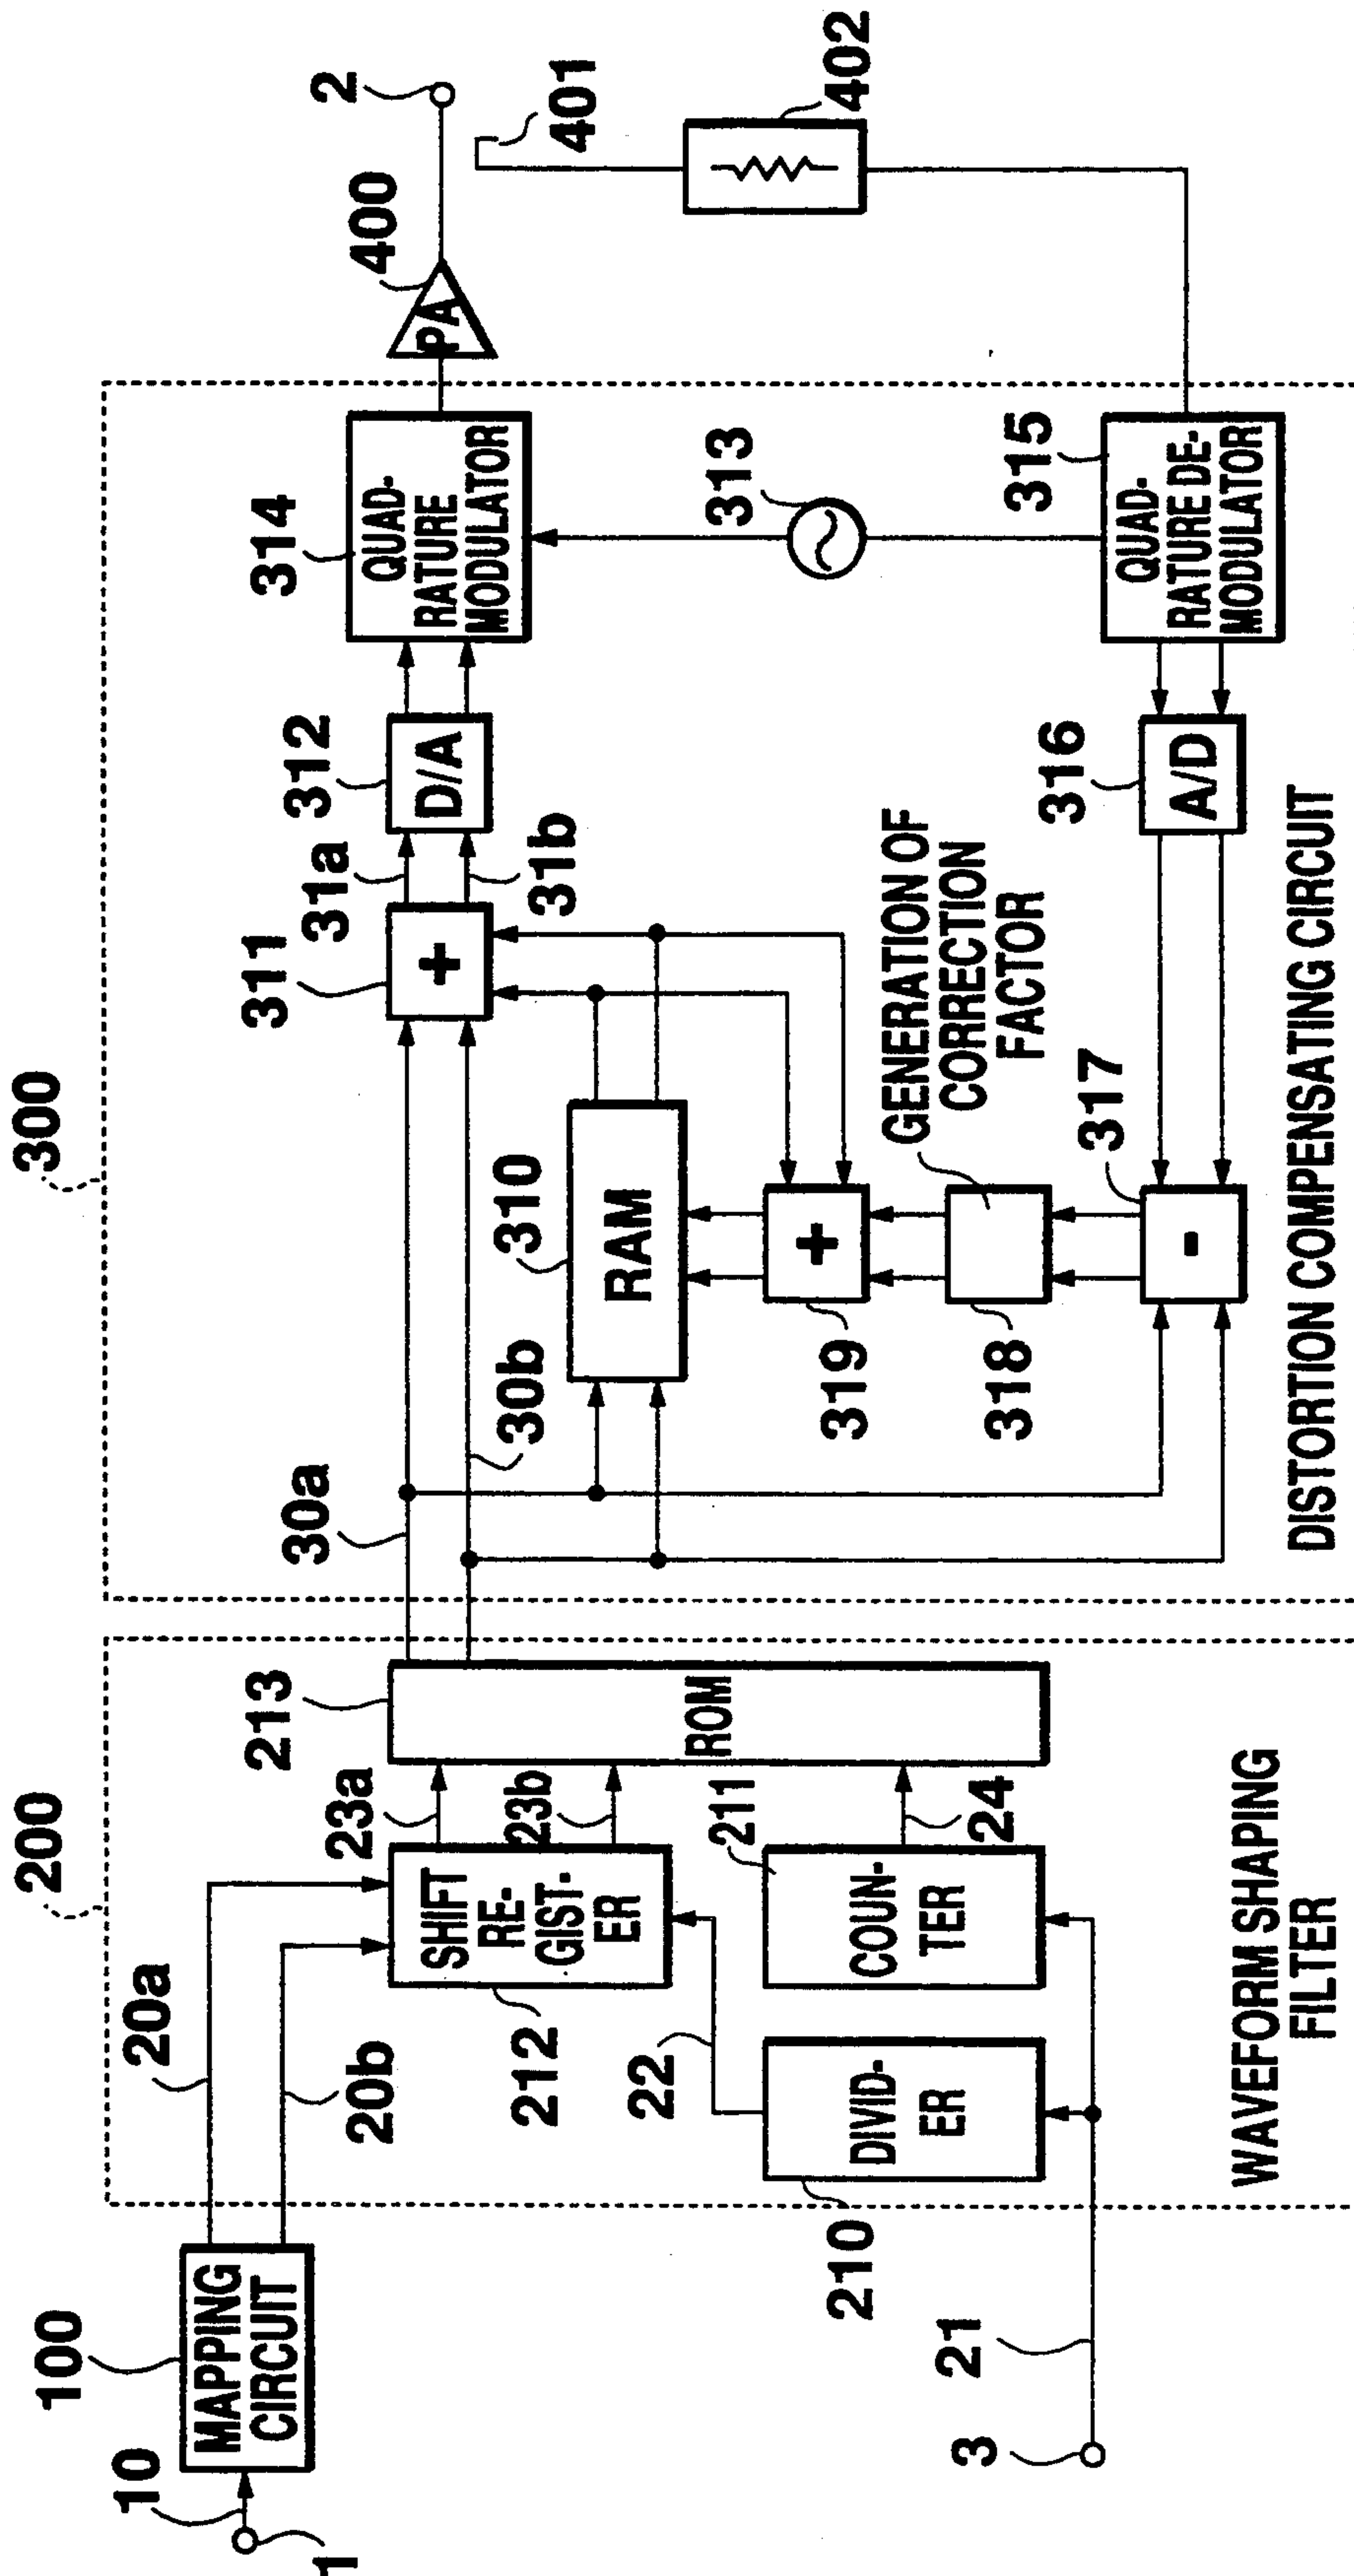 300
200
100
MAPPING
CIRCUIT
10
1
20a
20b
SHIFT
RE-
GIST-
ER
212
22
23a
23b
213
ROM
211
COUN-
TER
24
DIVID-
ER
210
21
3
WAVEFORM SHAPING
FILTER
30a
30b
310
RAM
311
+
31a
31b
312
D/A
314
QUAD-
RATURE
MODULATOR
313
400
PA
2
401
402
315
QUAD-
RATURE DE-
MODULATOR
316
A/D
317
-
GENERATION OF
CORRECTION
FACTOR
318
319
+
DISTORTION COMPENSATING CIRCUIT